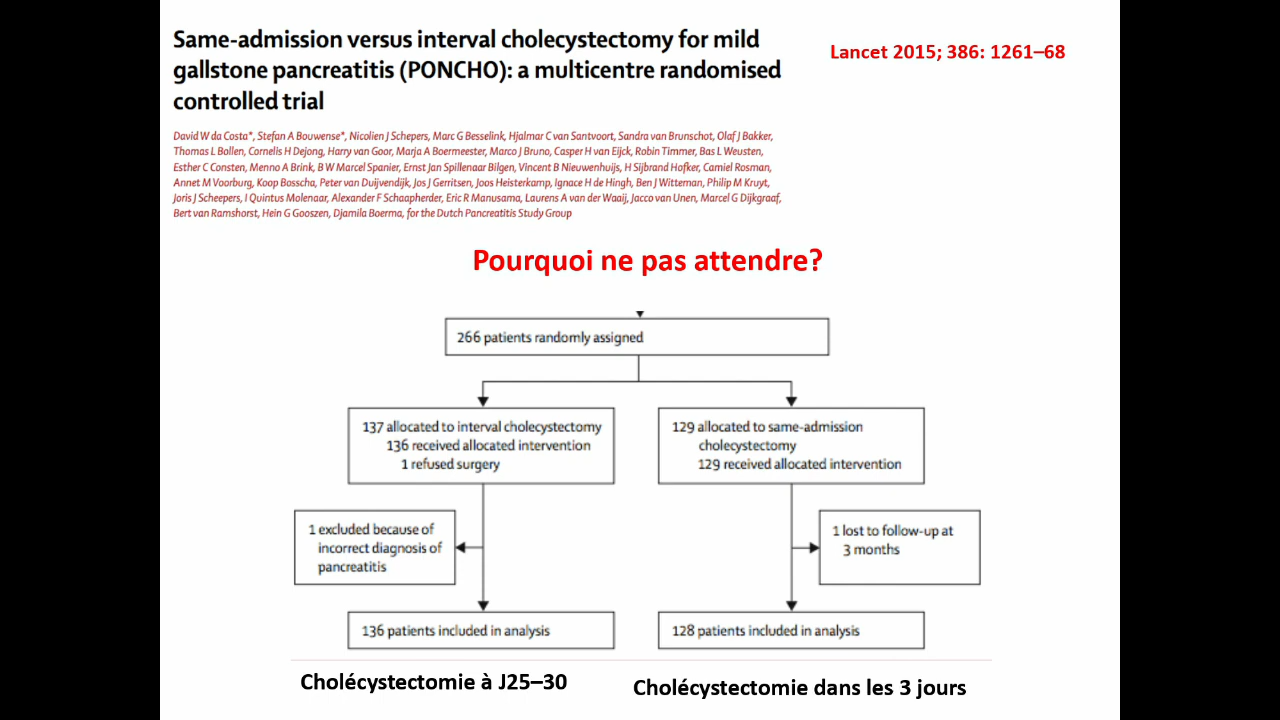 Same-admission versus interval cholecystectomy for mild
gallstone pancreatitis (PONCHO): a multicentre randomised
controlled trial
Lancet 2015; 386: 1261–68
David W da Costa*, Stefan A Bouwense*, Nicolien J Schepers, Marc G Besselink, Hjalmar C van Santvoort, Sandra van Brunschot, Olaf J Bakker,
Thomas L Bollen, Cornelis H Dejong, Harry van Goor, Marja A Boermeester, Marco J Bruno, Casper H van Eijck, Robin Timmer, Bas L Weusten,
Esther C Consten, Menno A Brink, B W Marcel Spanier, Ernst Jan Spillenaar Bilgen, Vincent B Nieuwenhuijs, H Sijbrand Hofker, Camiel Rosman,
Annet M Voorburg, Koop Bosscha, Peter van Duijvendijk, Jos J Gerritsen, Joos Heisterkamp, Ignace H de Hingh, Ben J Witteman, Philip M Kruyt,
Joris J Scheepers, I Quintus Molenaar, Alexander F Schaapherder, Eric R Manusama, Laurens A van der Waaij, Jacco van Unen, Marcel G Dijkgraaf,
Bert van Ramshorst, Hein G Gooszen, Djamila Boerma, for the Dutch Pancreatitis Study Group
Pourquoi ne pas attendre?
266 patients randomly assigned
137 allocated to interval cholecystectomy
136 received allocated intervention
1 refused surgery
129 allocated to same-admission
cholecystectomy
129 received allocated intervention
1 excluded because of
incorrect diagnosis of
pancreatitis
1 lost to follow-up at
3 months
136 patients included in analysis
128 patients included in analysis
Cholécystectomie à J25–30
Cholécystectomie dans les 3 jours